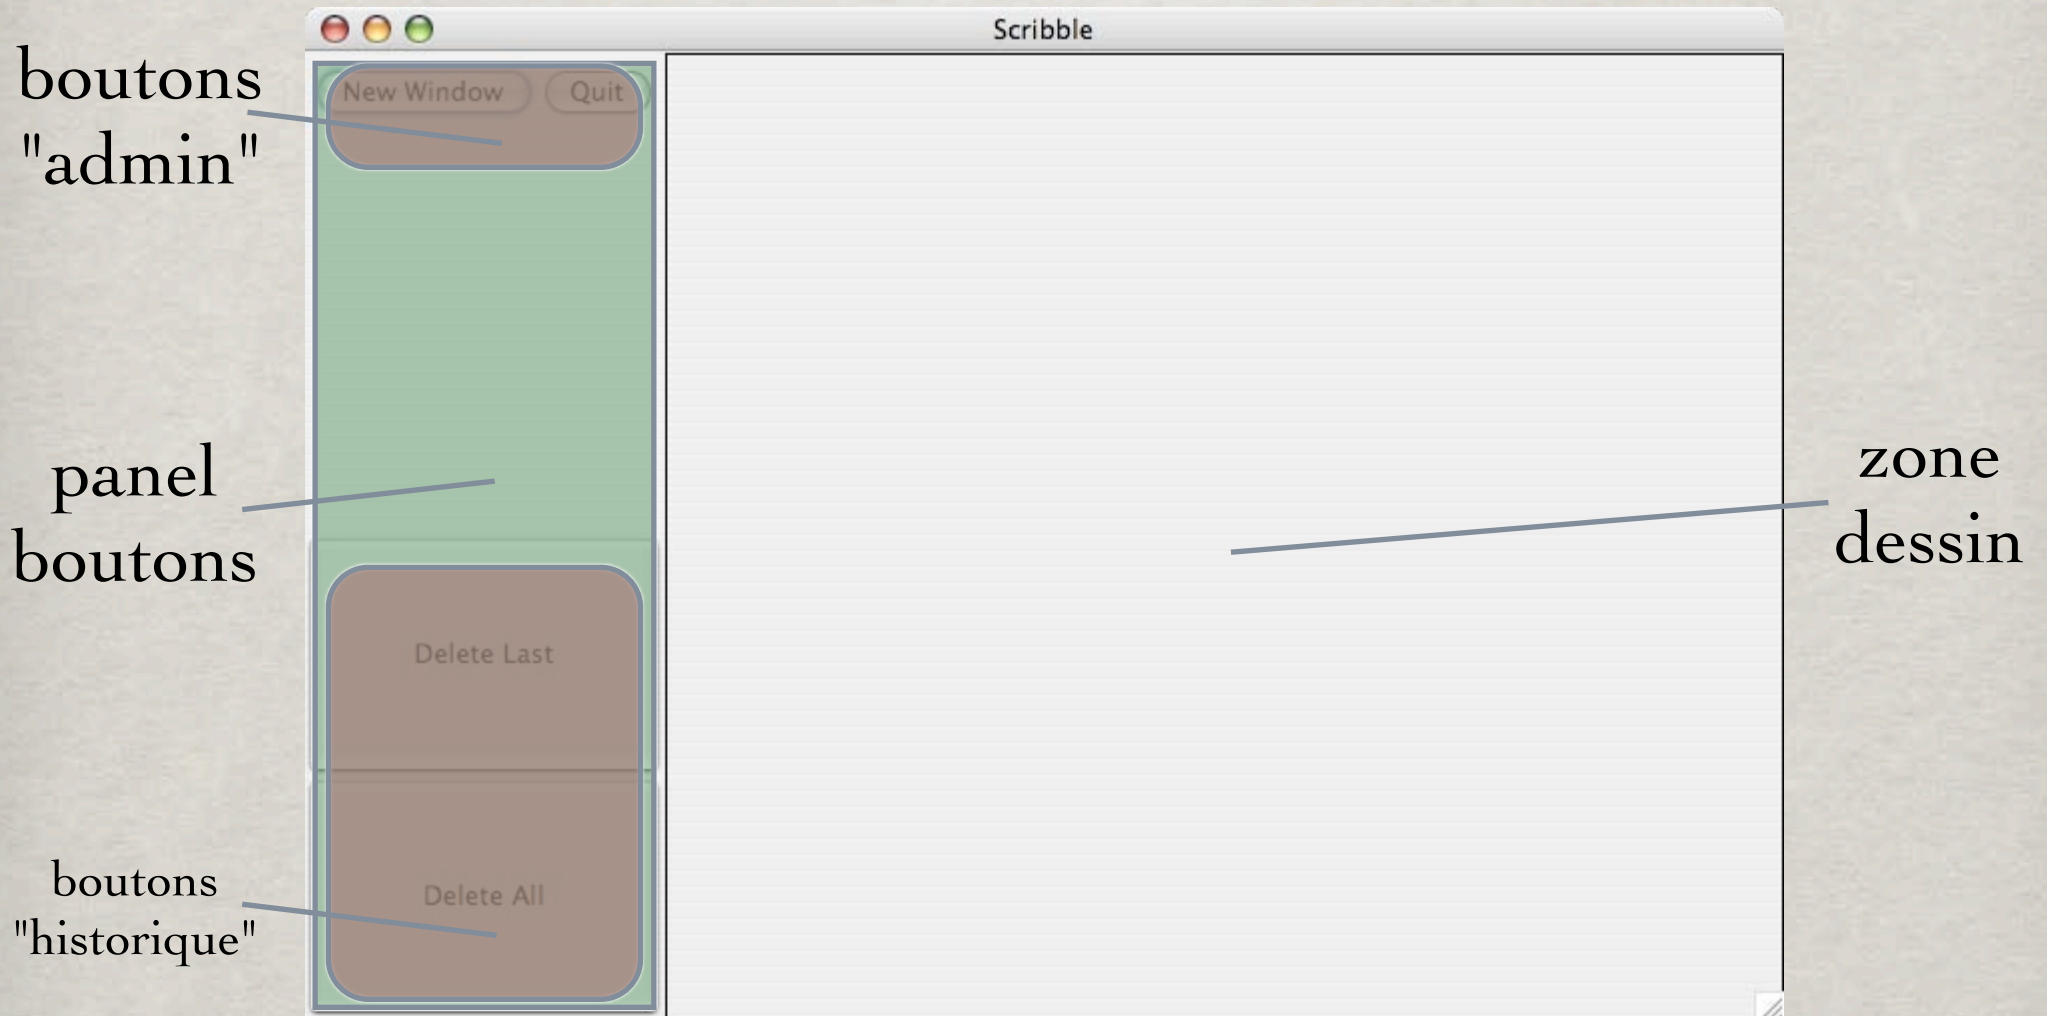 Scribble
boutons
"admin"
New Window
Quit
panel
boutons
zone
dessin
Delete Last
boutons
"historique"
Delete All